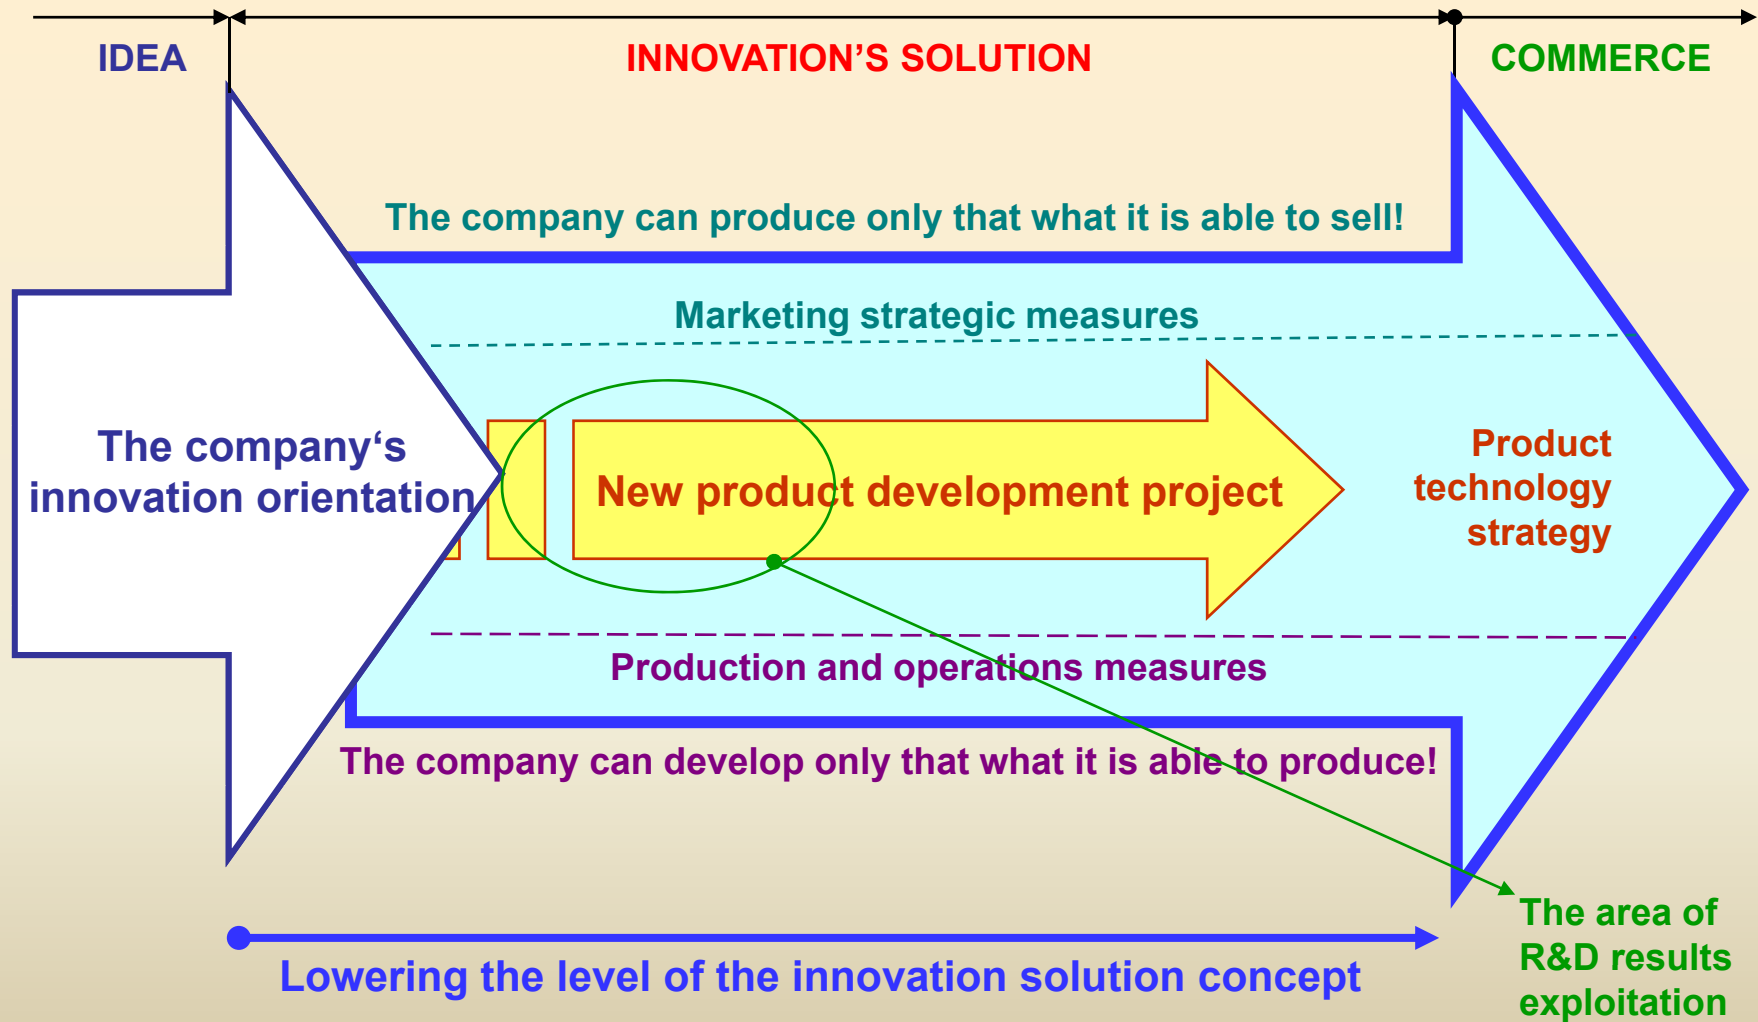 IDEA
INNOVATION’S SOLUTION
COMMERCE
The company can produce only that what it is able to sell!
Marketing strategic measures
The company‘s
innovation orientation
New product development project
Product
technology
strategy
Production and operations measures
The company can develop only that what it is able to produce!
The area of
R&D results
exploitation
Lowering the level of the innovation solution concept